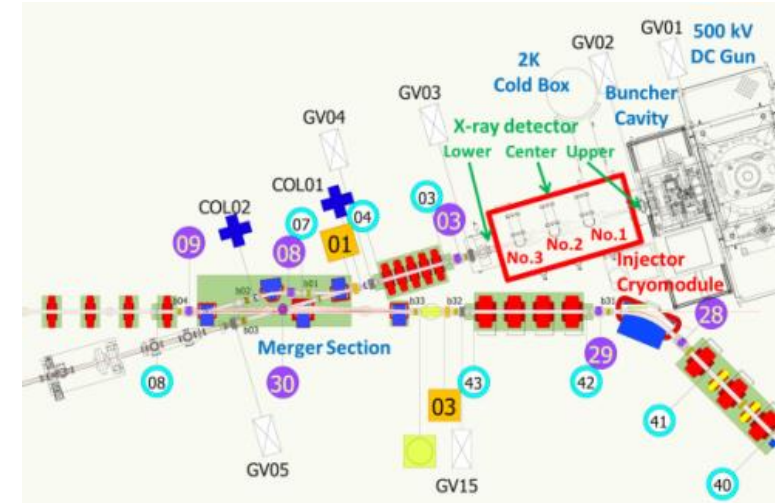 500 kV
DC Gun
GV01
GV02
2K
Cold Box
Buncher
Cavity
GV03
X-ray detector
Lower Center Upper
GV04
COL01
COL02
03
03
04
07
01
08
09
No.3
No.2
No.1
Injector
Cryomodule
b01
b02
b04
b03
b33
b32
b31
28
Merger Section
29
30
08
43
42
41
03
40
GV05
GV15